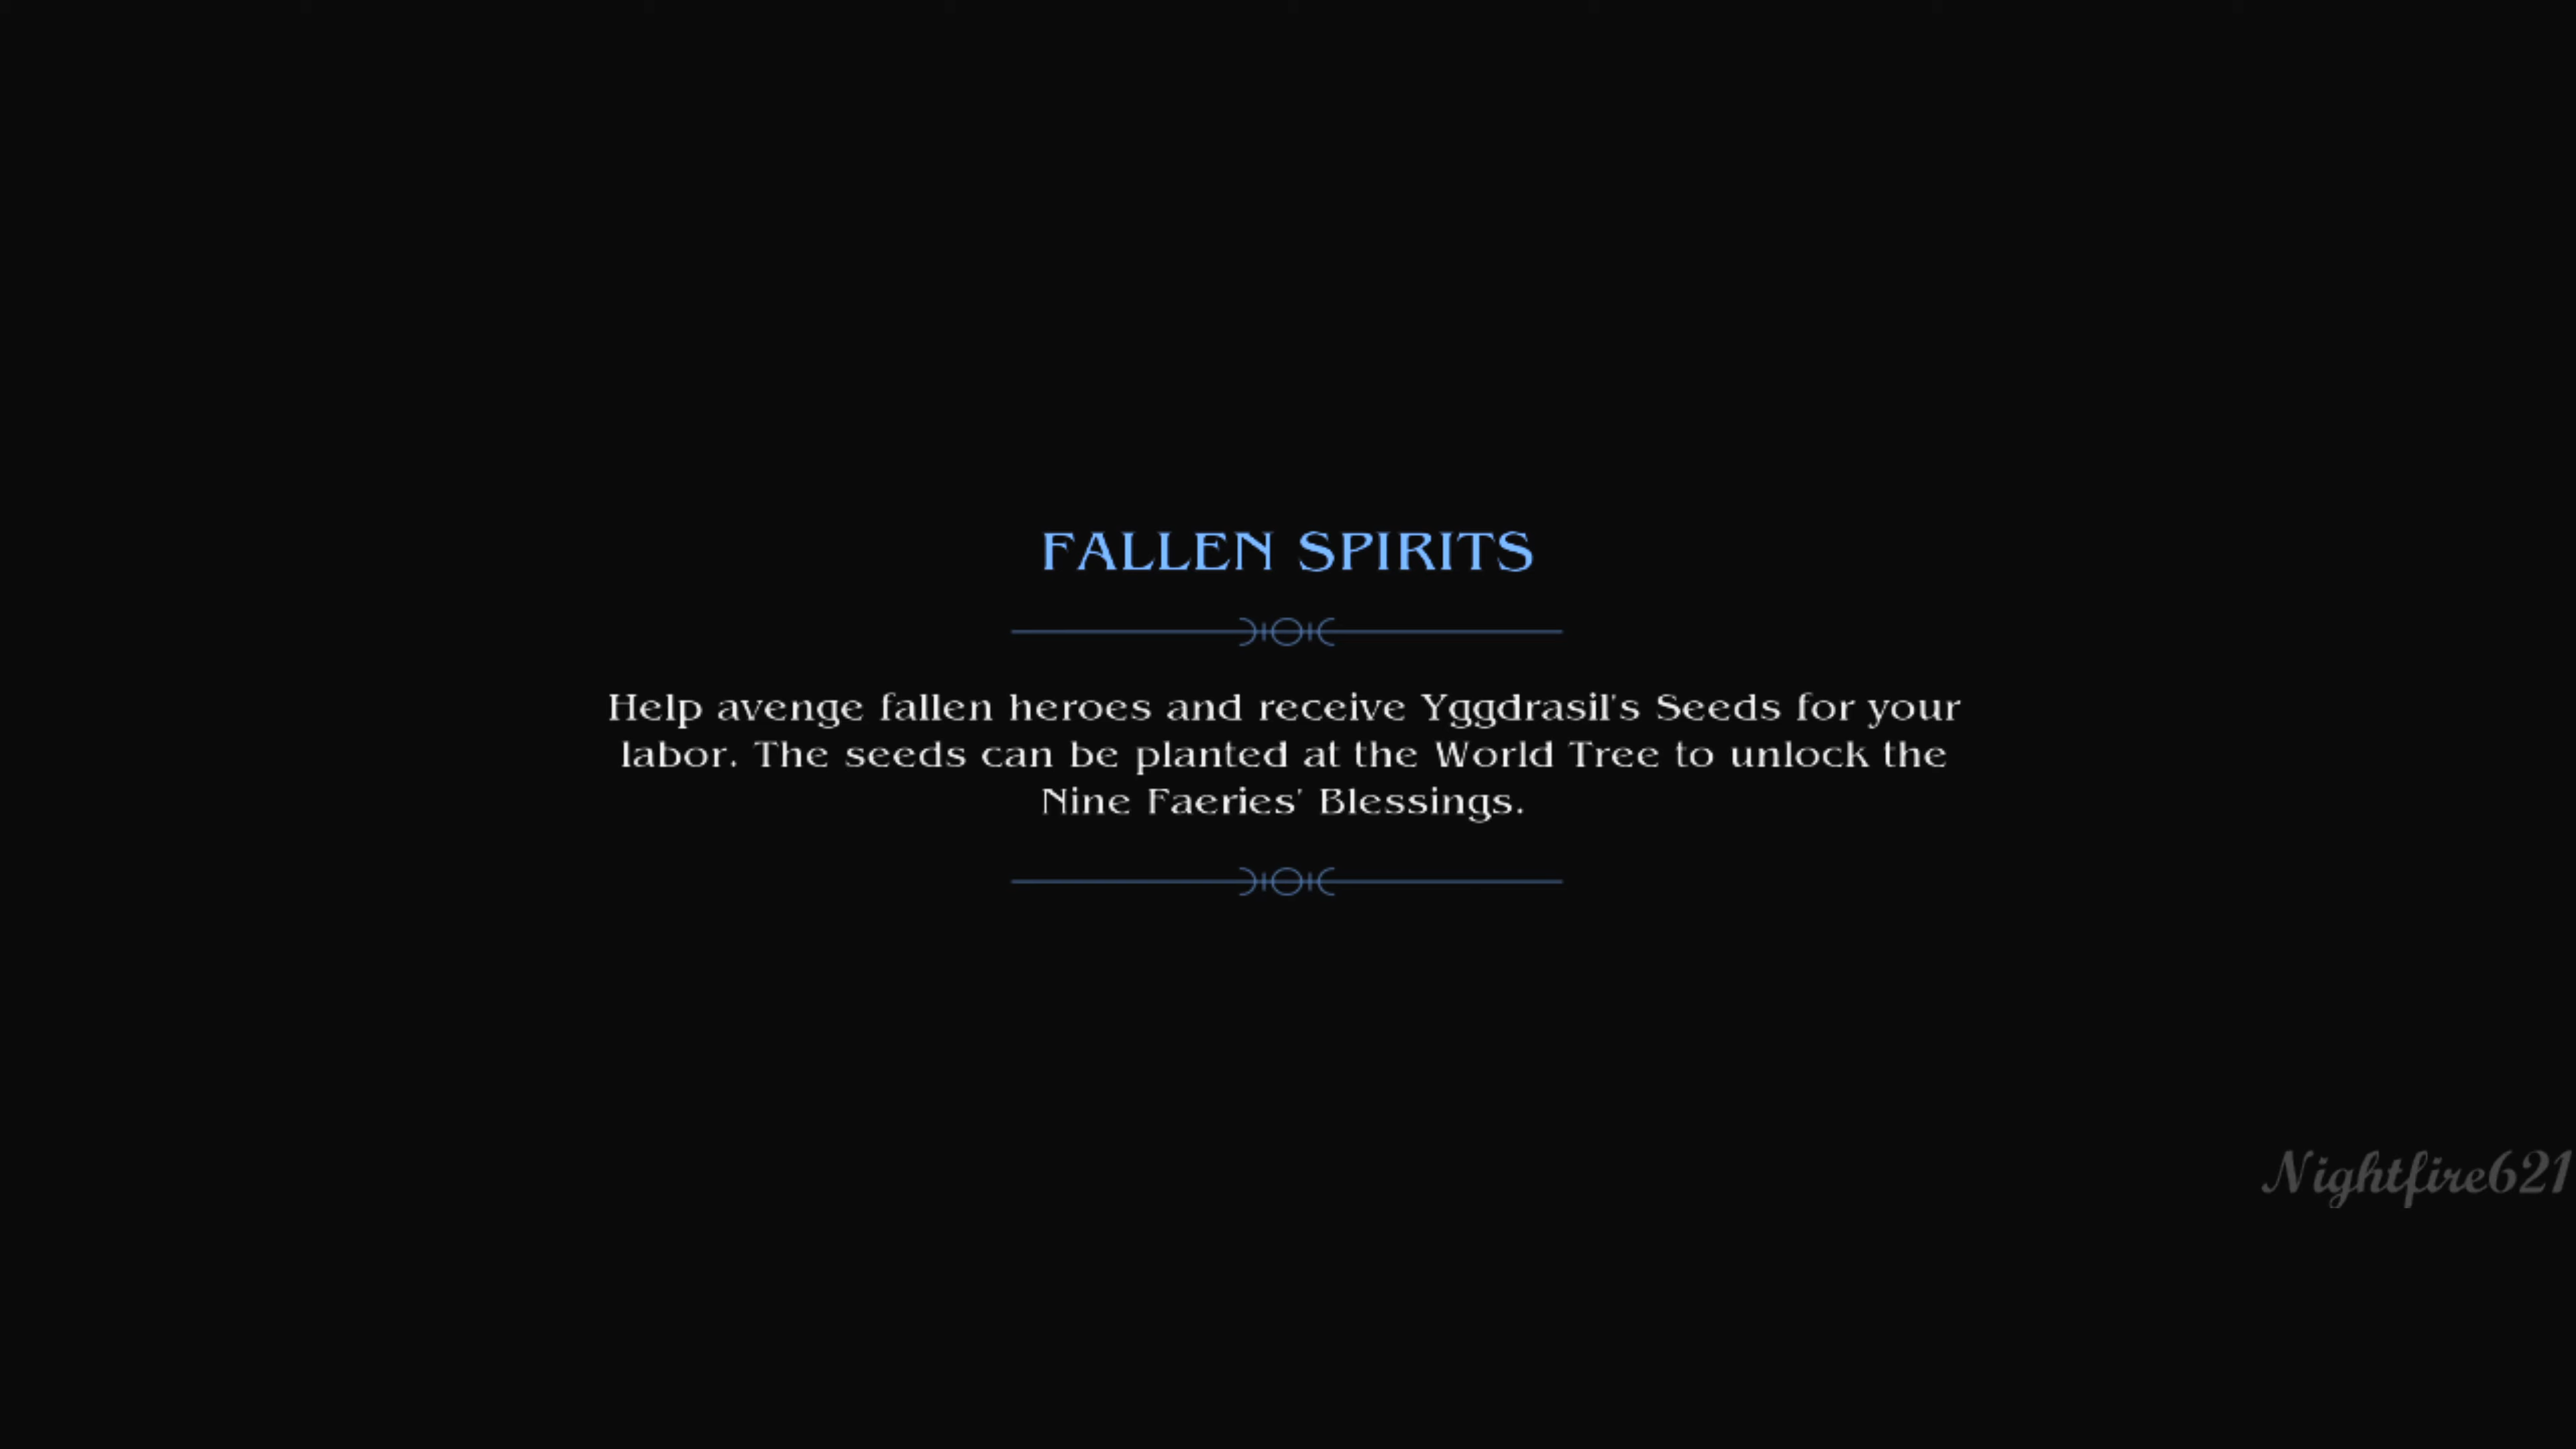 FALLEN SPIRITS
Help avenge fallen heroes and receive Yggdrasil's Seeds for your
labor. The seeds can be planted at the World Tree to unlock the
Nine Faeries' Blessings.
Nightfire621